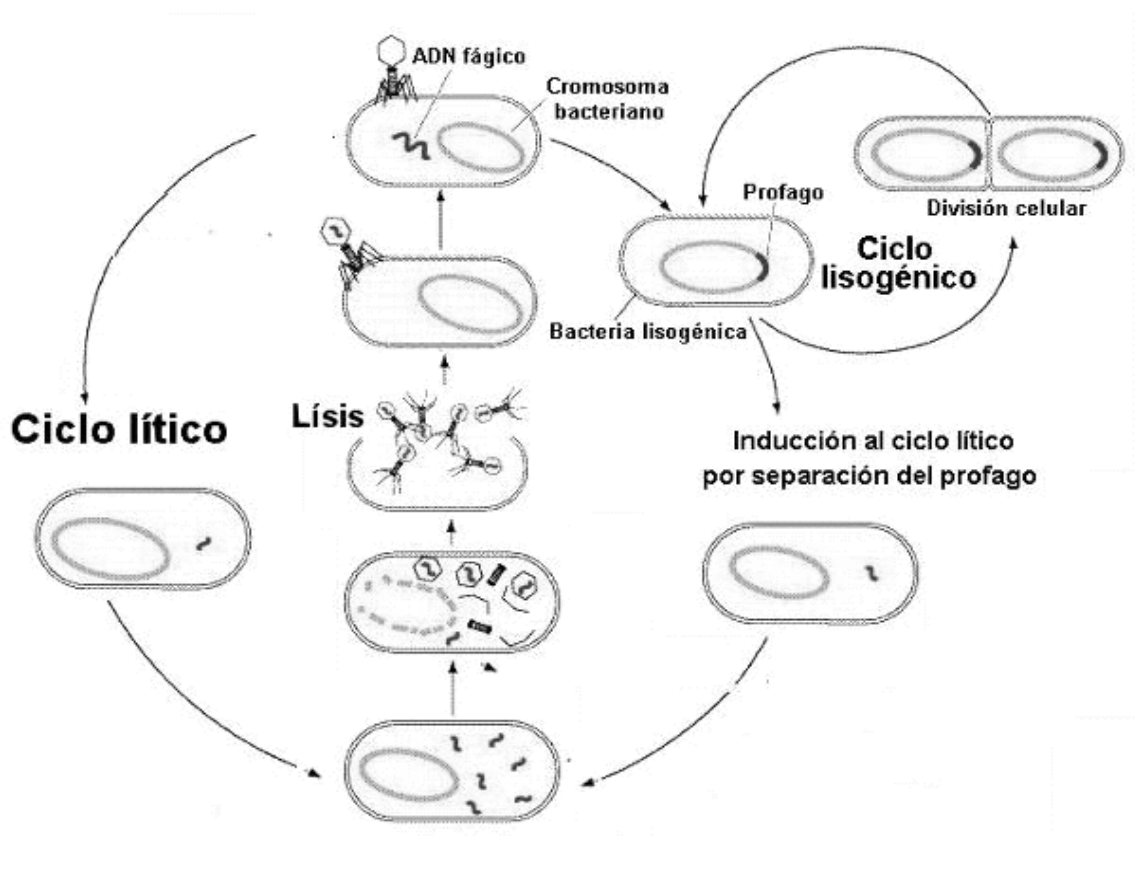 ADN fágico
Cromosoma
bacteriano
Profago
División celular
Ciclo
lisogénico
Bacteria lisogénica
Ciclo lítico
Lísis
Inducción al ciclo lítico
por separación del profago